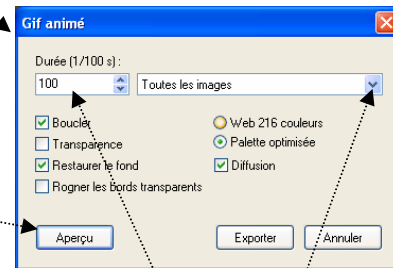 Gif animé
Durée (1/100 s) :
100 Toutes les images
Boucler Web 216 couleurs
Transparence Palette optimisée
Restaurer le fond Diffusion
Rogner les bords transparents
Aperçu Exporter Annuler